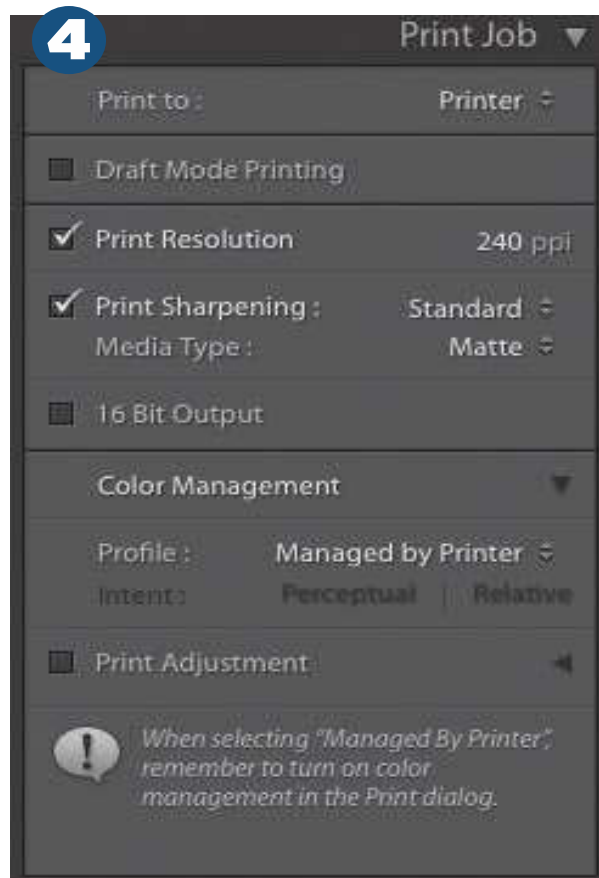 4
Print Job
Print to : Printer
Draft Mode Printing
Print Resolution 240 ppi
Print Sharpening : Standard
Media Type : Matte
16 Bit Output
Color Management
Profile : Managed by Printer
Intent : Perceptual | Relative
Print Adjustment
When selecting "Managed By Printer",
remember to turn on color
management in the Print dialog.